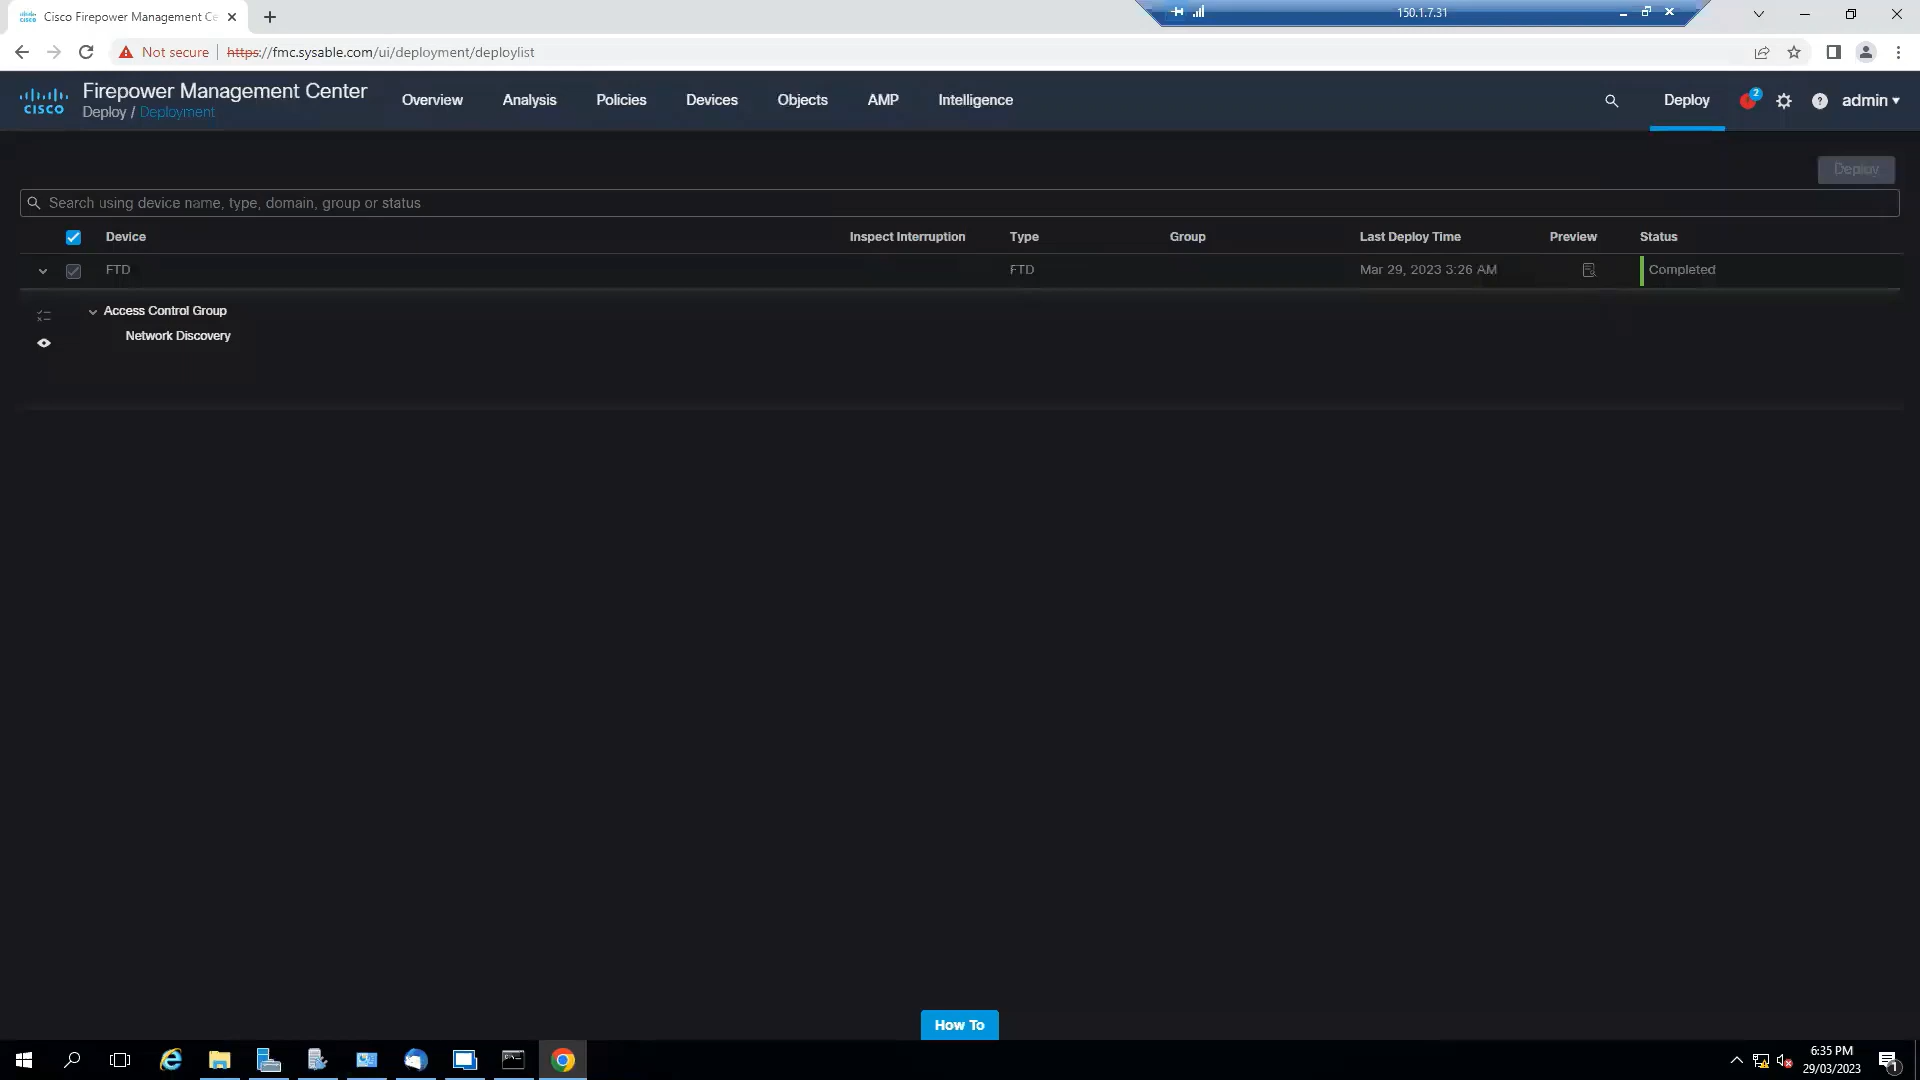 Cisco Firepower Management Ce
150.1.7.31
Not secure
https://fmc.sysable.com/ui/deployment/deploylist
CISCO
Firepower Management Center
Deploy / Deployment
Overview
Analysis
Policies
Devices
Objects
AMP
Intelligence
Deploy
2
admin
Deploy
Search using device name, type, domain, group or status
Device
Inspect Interruption
Type
Group
Last Deploy Time
Preview
Status
FTD
FTD
Mar 29, 2023 3:26 AM
Completed
Access Control Group
Network Discovery
How To
6:35 PM
29/03/2023
1